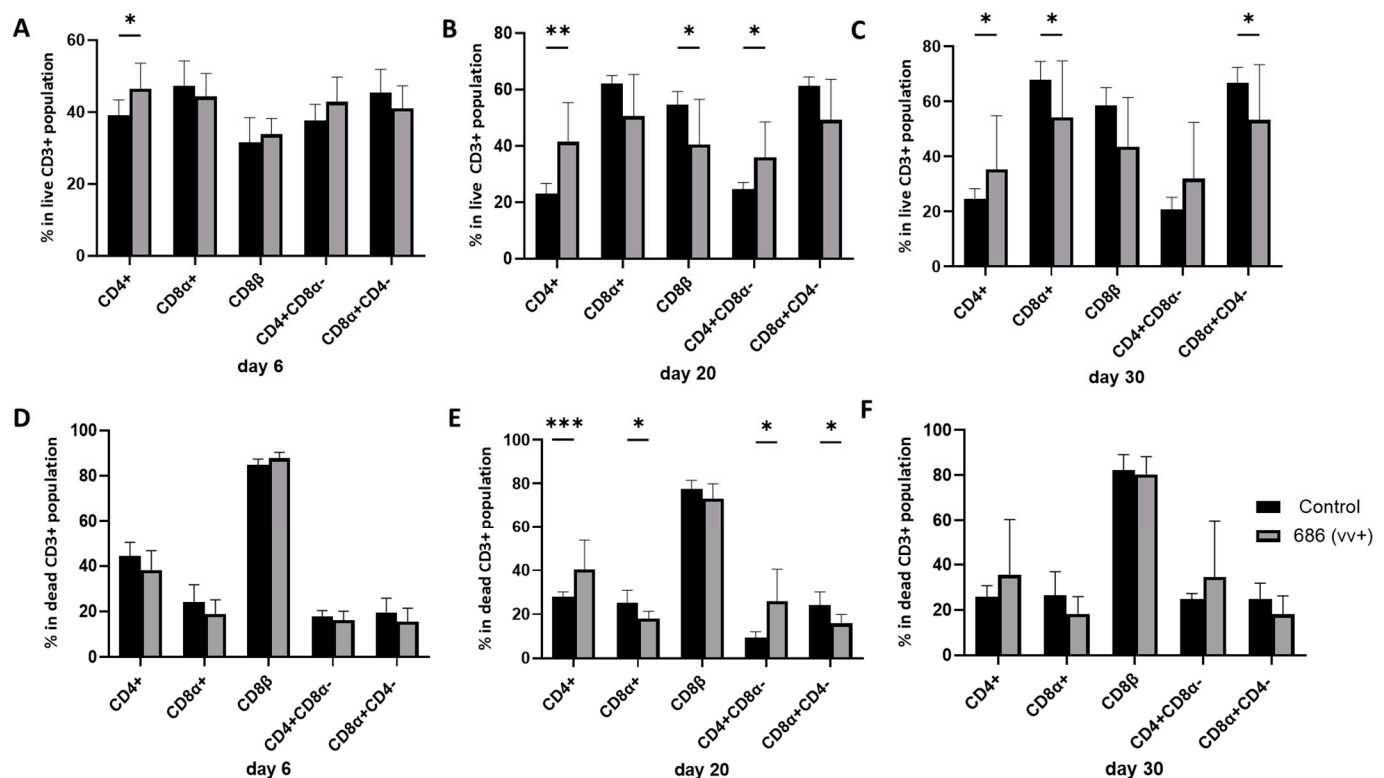 A
*
% in live CD3+ population
60
40
20
0
CD4+
CD8α+
CD8β
CD4+CD8α-
CD8α+CD4-
day 6
B
** * *
% in live CD3+ population
80
60
40
20
0
CD4+
CD8α+
CD8β
CD4+CD8α-
CD8α+CD4-
day 20
C
* * *
% in live CD3+ population
80
60
40
20
0
CD4+
CD8α+
CD8β
CD4+CD8α-
CD8α+CD4-
day 30
D
% in dead CD3+ population
100
80
60
40
20
0
CD4+
CD8α+
CD8β
CD4+CD8α-
CD8α+CD4-
day 6
E
*** * * *
% in dead CD3+ population
100
80
60
40
20
0
CD4+
CD8α+
CD8β
CD4+CD8α-
CD8α+CD4-
day 20
F
% in dead CD3+ population
100
80
60
40
20
0
CD4+
CD8α+
CD8β
CD4+CD8α-
CD8α+CD4-
day 30
Control
686 (vv+)